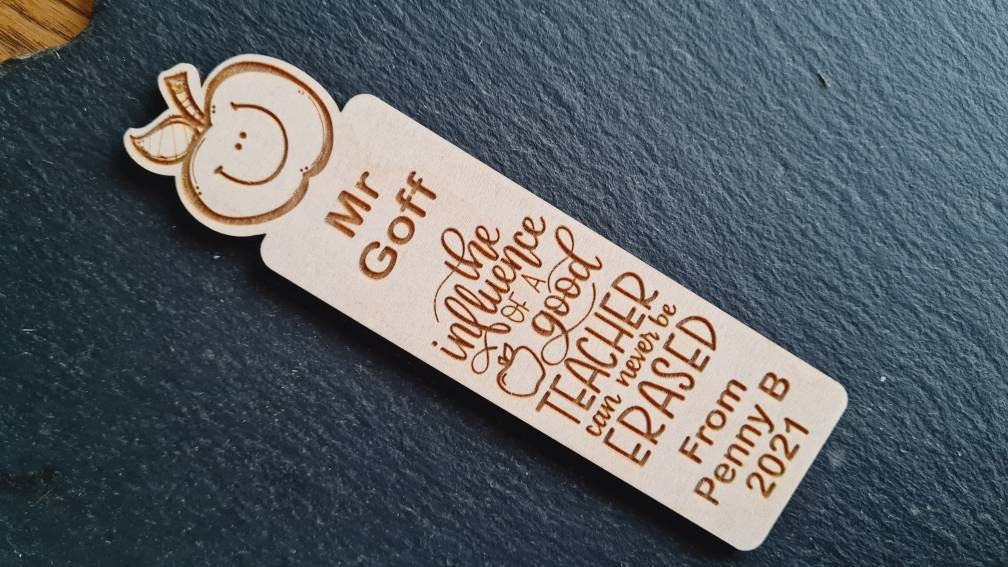 Mr
Goff
the
influence
OF A
good
TEACHER
can never be
ERASED
From
Penny B
2021